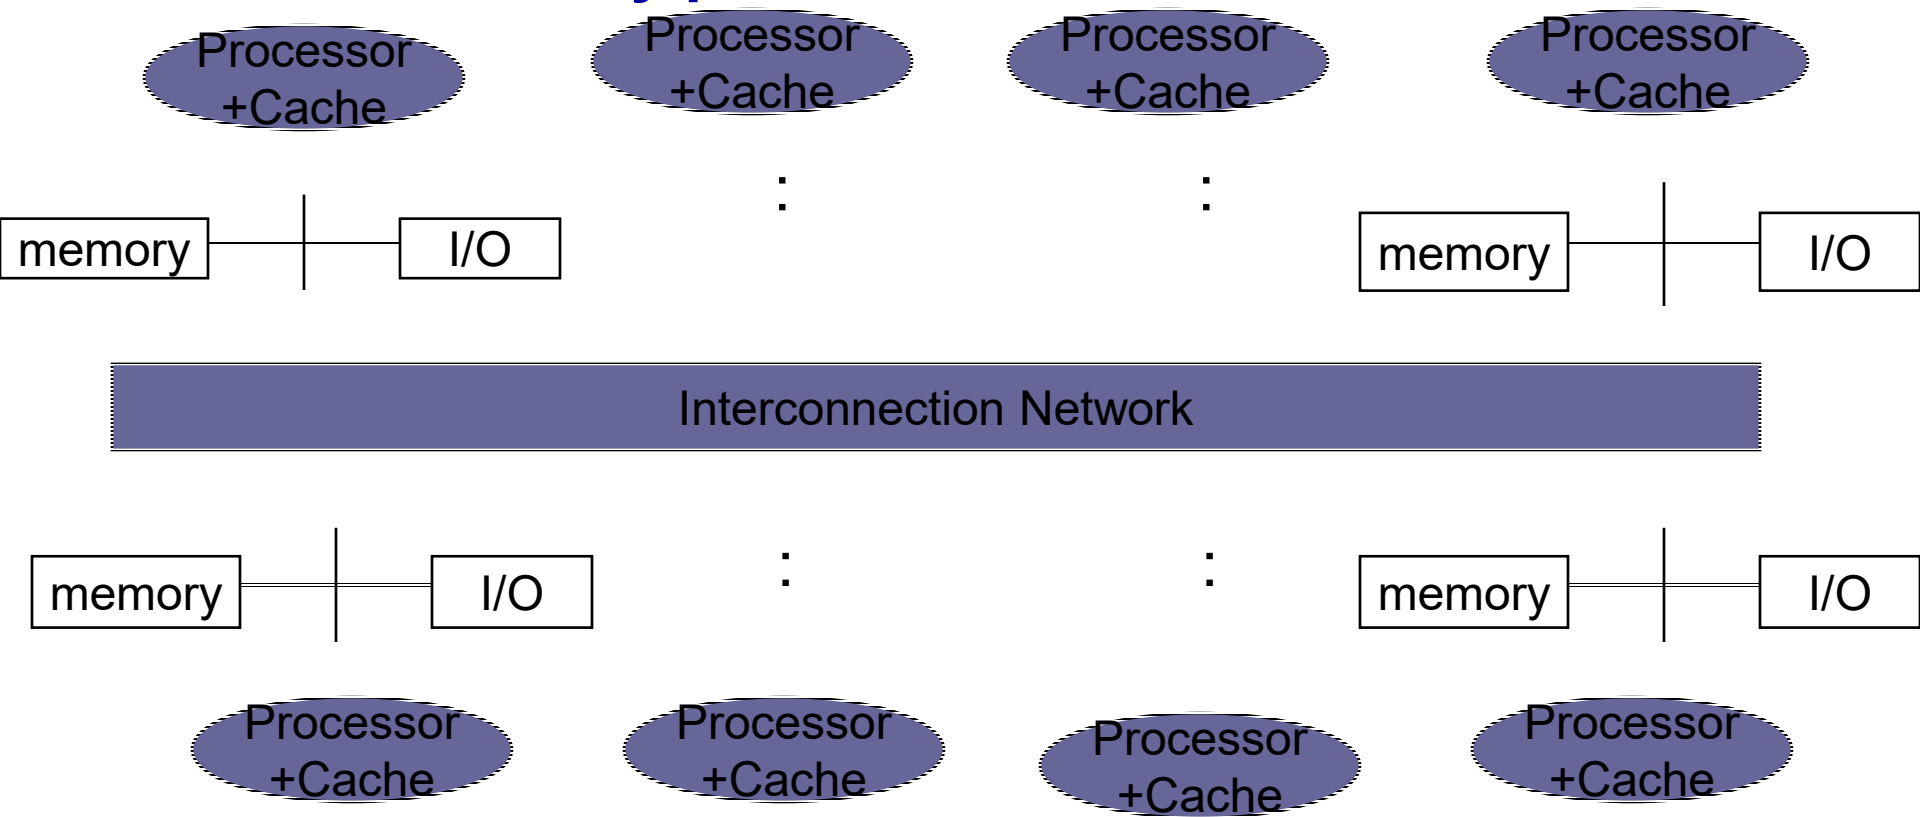 Processor
+Cache
Processor
+Cache
Processor
+Cache
Processor
+Cache
:
:
memory
I/O
memory
I/O
Interconnection Network
memory
I/O
:
:
memory
I/O
Processor
+Cache
Processor
+Cache
Processor
+Cache
Processor
+Cache